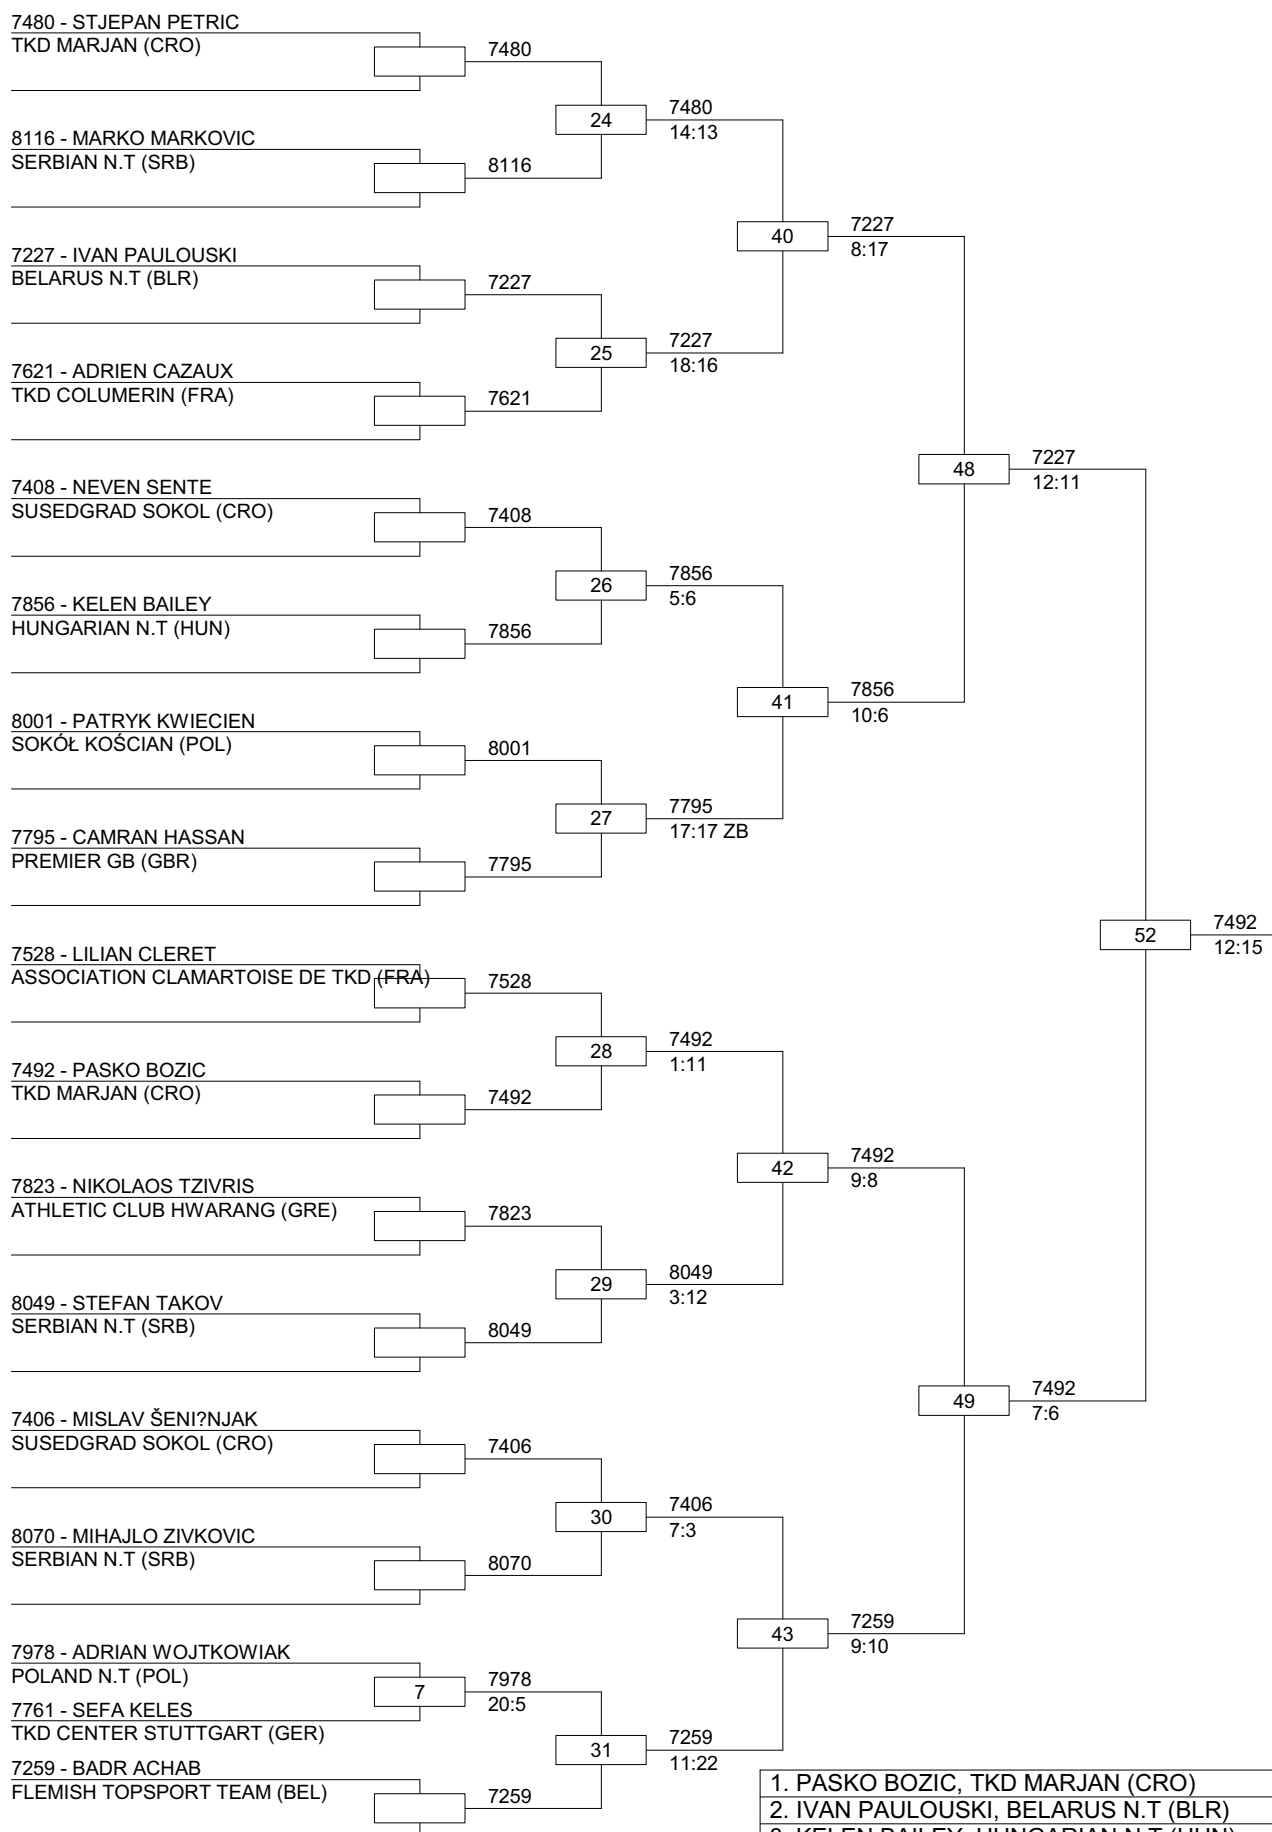 7480 - STJEPAN PETRIC
TKD MARJAN (CRO)
7480
24
7480
14:13
8116 - MARKO MARKOVIC
SERBIAN N.T (SRB)
8116
40
7227
8:17
7227 - IVAN PAULOUSKI
BELARUS N.T (BLR)
7227
25
7227
18:16
7621 - ADRIEN CAZAUX
TKD COLUMERIN (FRA)
7621
48
7227
12:11
7408 - NEVEN SENTE
SUSEDGRAD SOKOL (CRO)
7408
26
7856
5:6
7856 - KELEN BAILEY
HUNGARIAN N.T (HUN)
7856
41
7856
10:6
8001 - PATRYK KWIECIEN
SOKÓŁ KOŚCIAN (POL)
8001
27
7795
17:17 ZB
7795 - CAMRAN HASSAN
PREMIER GB (GBR)
7795
52
7492
12:15
7528 - LILIAN CLERET
ASSOCIATION CLAMARTOISE DE TKD (FRA)
7528
28
7492
1:11
7492 - PASKO BOZIC
TKD MARJAN (CRO)
7492
42
7492
9:8
7823 - NIKOLAOS TZIVRIS
ATHLETIC CLUB HWARANG (GRE)
7823
29
8049
3:12
8049 - STEFAN TAKOV
SERBIAN N.T (SRB)
8049
49
7492
7:6
7406 - MISLAV ŠENI?NJAK
SUSEDGRAD SOKOL (CRO)
7406
30
7406
7:3
8070 - MIHAJLO ZIVKOVIC
SERBIAN N.T (SRB)
8070
43
7259
9:10
7978 - ADRIAN WOJTKOWIAK
POLAND N.T (POL)
7
7978
20:5
7761 - SEFA KELES
TKD CENTER STUTTGART (GER)
31
7259
11:22
7259 - BADR ACHAB
FLEMISH TOPSPORT TEAM (BEL)
7259
1. PASKO BOZIC, TKD MARJAN (CRO)
2. IVAN PAULOUSKI, BELARUS N.T (BLR)
3. KELEN BAILEY, HUNGARIAN N.T (HUN)